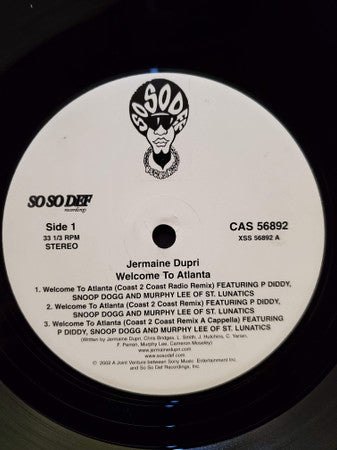 SO SO DEF
SO SO DEF
recordings
Side 1
33 1/3 RPM
STEREO
CAS 56892
XSS 56892 A
Jermaine Dupri
Welcome To Atlanta
1. Welcome To Atlanta (Coast 2 Coast Radio Remix) FEATURING P DIDDY,
SNOOP DOGG AND MURPHY LEE OF ST. LUNATICS
2. Welcome To Atlanta (Coast 2 Coast Remix) FEATURING P DIDDY,
SNOOP DOGG AND MURPHY LEE OF ST. LUNATICS
3. Welcome To Atlanta (Coast 2 Coast Remix A Cappella) FEATURING
P DIDDY, SNOOP DOGG AND MURPHY LEE OF ST. LUNATICS
(Written by Jermaine Dupri, Chris Bridges, L. Smith, J. Hutchins, C. Yarian,
F. Perren, Murphy Lee, Cameron Moseley)
www.jermainedupri.com
www.sosodef.com
© 2002 A Joint Venture between Sony Music Entertainment Inc.
and So So Def Recordings, Inc.